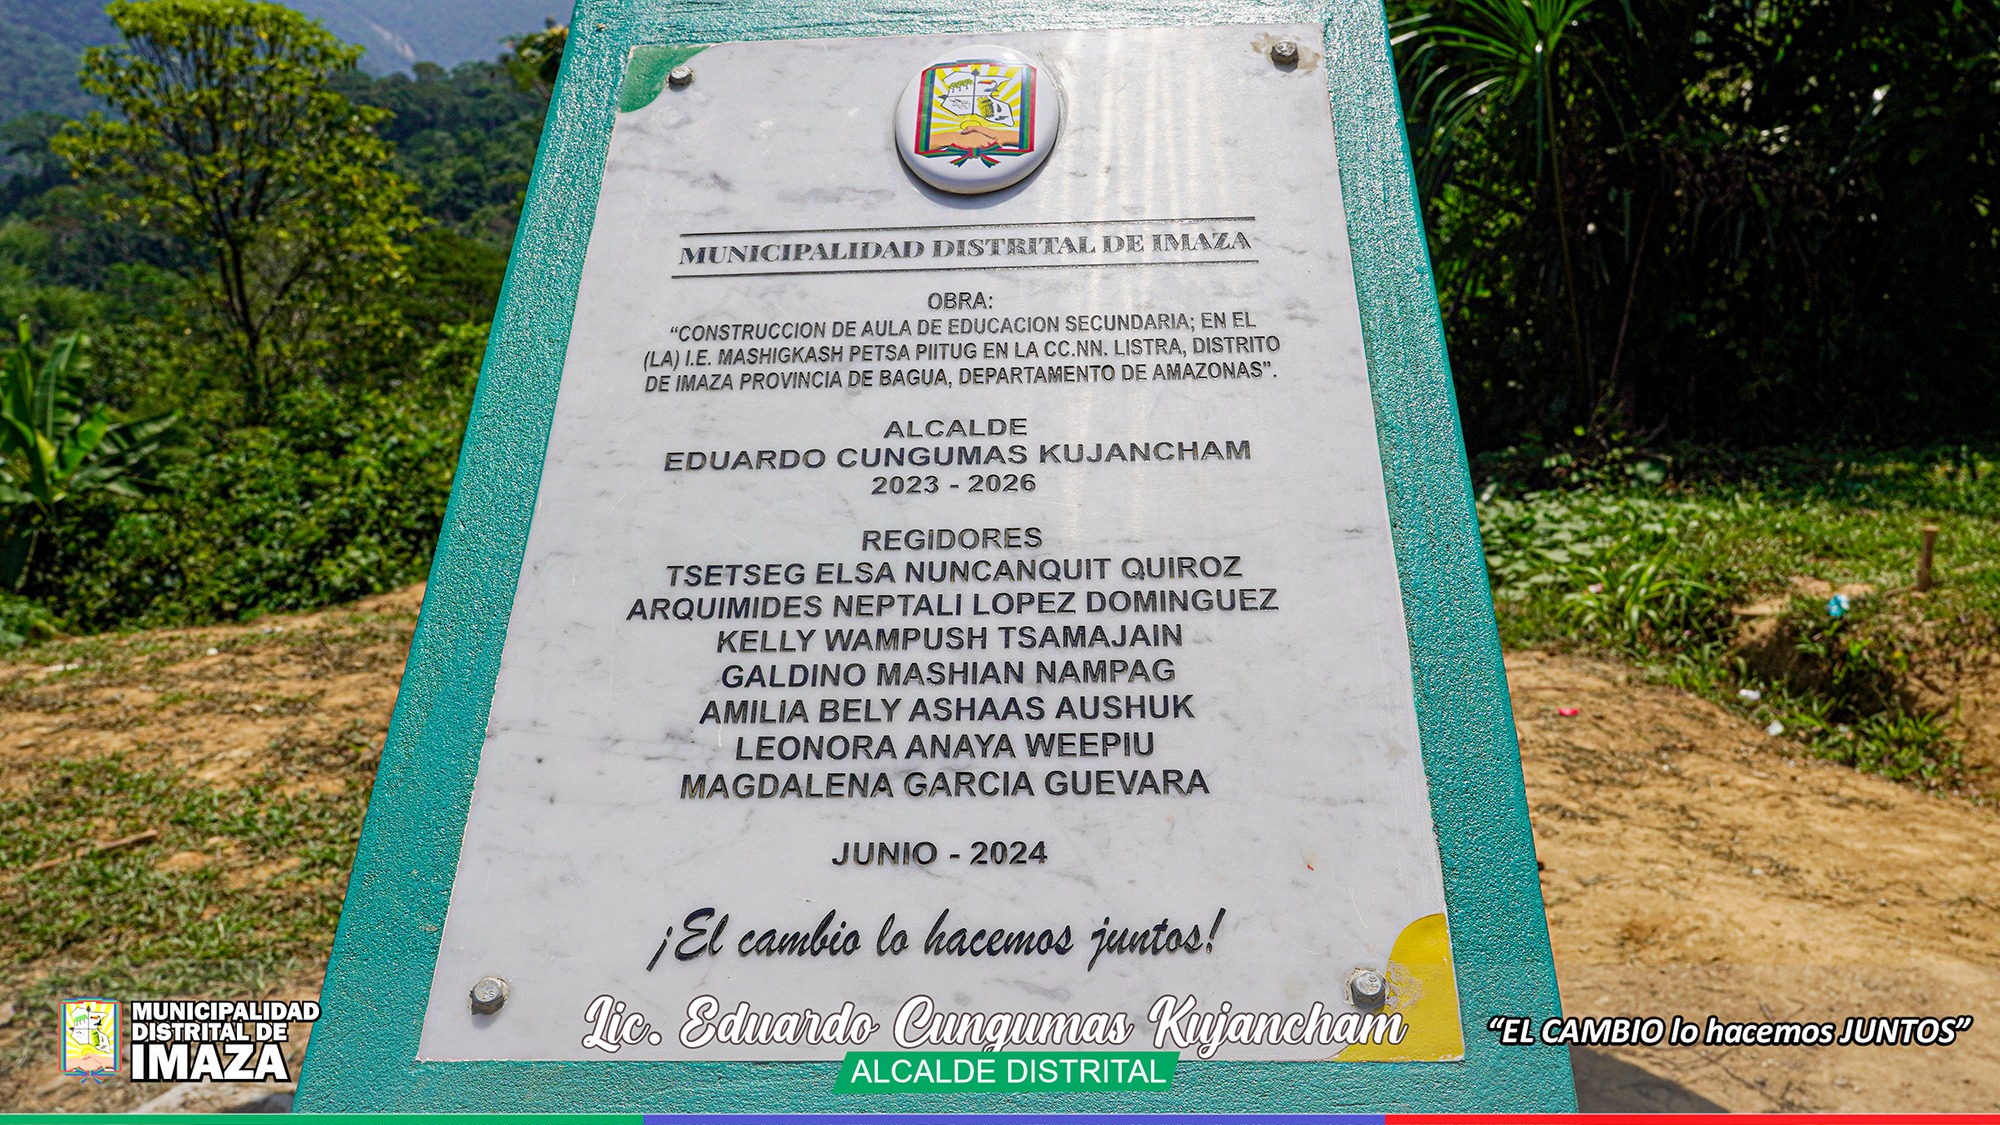 MUNICIPALIDAD DISTRITAL DE IMAZA
OBRA:
“CONSTRUCCION DE AULA DE EDUCACION SECUNDARIA; EN EL
(LA) I.E. MASHIGKASH PETSA PIITUG EN LA CC.NN. LISTRA, DISTRITO
DE IMAZA PROVINCIA DE BAGUA, DEPARTAMENTO DE AMAZONAS”.
ALCALDE
EDUARDO CUNGUMAS KUJANCHAM
2023 - 2026
REGIDORES
TSETSEG ELSA NUNCANQUIT QUIROZ
ARQUIMIDES NEPTALI LOPEZ DOMINGUEZ
KELLY WAMPUSH TSAMAJAIN
GALDINO MASHIAN NAMPAG
AMILIA BELY ASHAAS AUSHUK
LEONORA ANAYA WEEPIU
MAGDALENA GARCIA GUEVARA
JUNIO - 2024
¡El cambio lo hacemos juntos!
MUNICIPALIDAD
DISTRITAL DE
IMAZA
Lic. Eduardo Cungumas Kujancham
ALCALDE DISTRITAL
“EL CAMBIO lo hacemos JUNTOS”